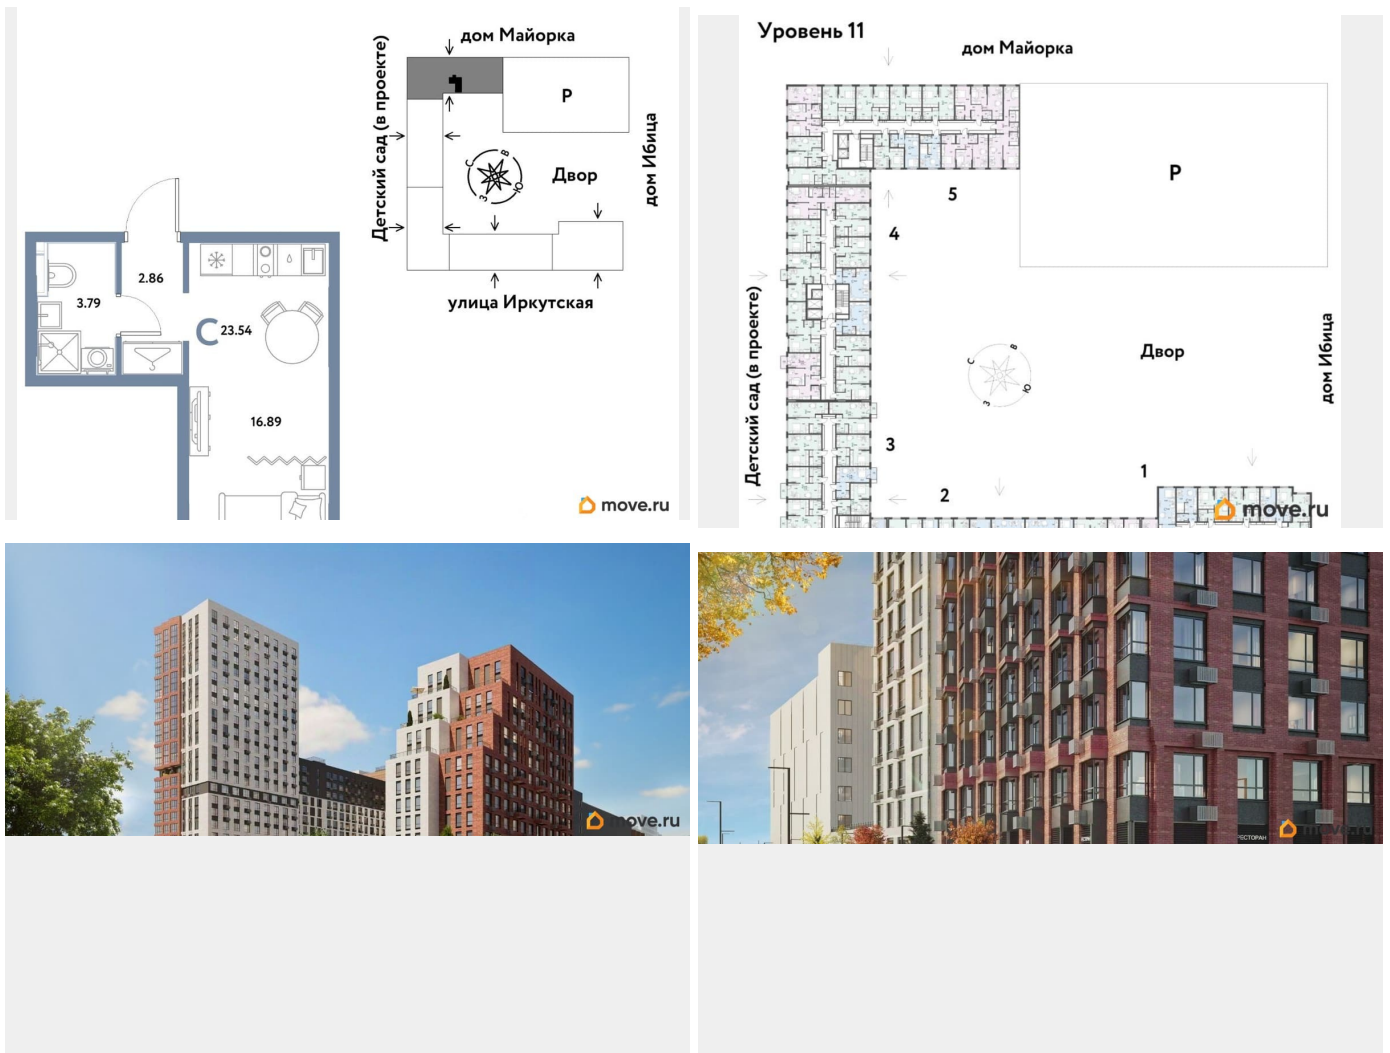 дом Майорка
Детский сад (в проекте)
P
дом Ибица
С
В
Ю
З
Двор
улица Иркутская
2.86
3.79
С 23.54
16.89
move.ru
Уровень 11
дом Майорка
P
5
4
Детский сад (в проекте)
дом Ибица
Двор
С
В
Ю
З
3
1
2
move.ru
move.ru
РЕСТОРАН
move.ru